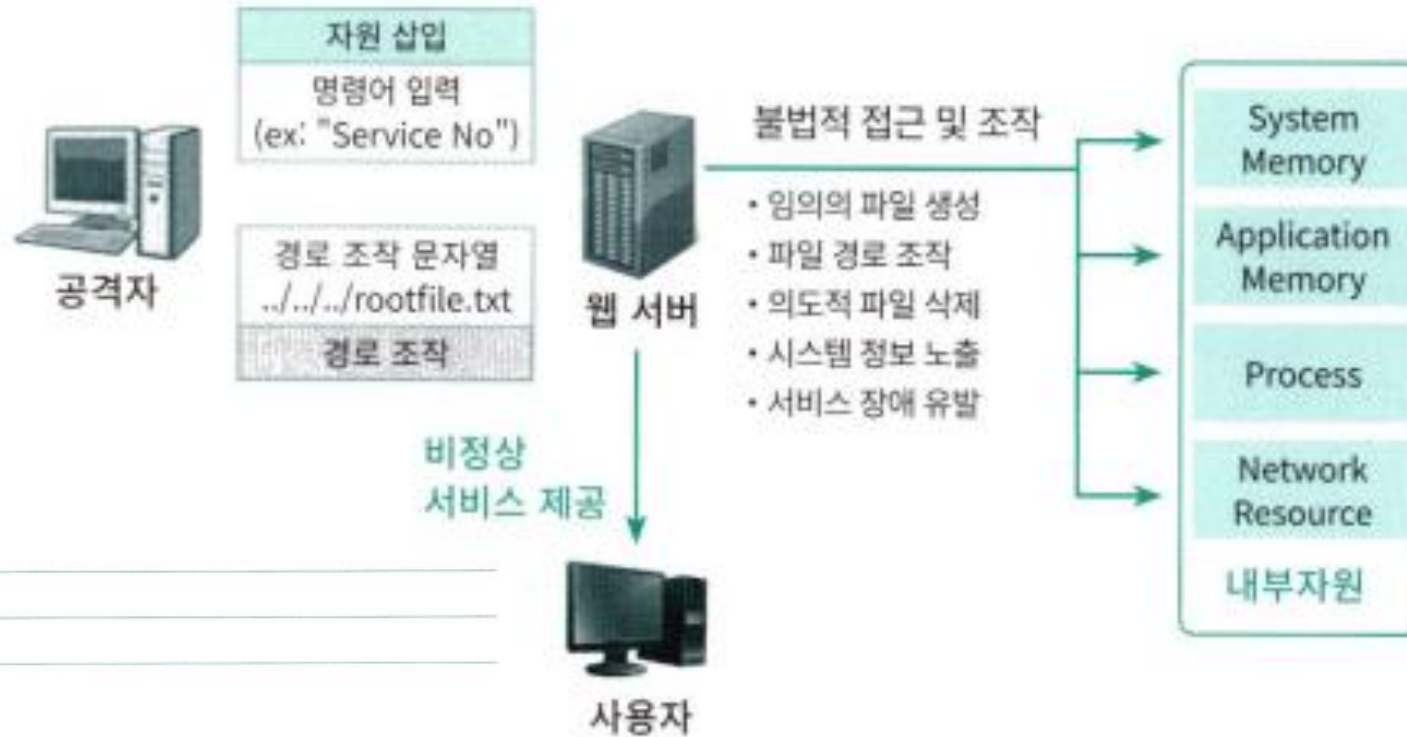 자원 삽입
명령어 입력
(ex: "Service No")
공격자
경로 조작 문자열
../../../rootfile.txt
경로 조작
웹 서버
불법적 접근 및 조작
• 임의의 파일 생성
• 파일 경로 조작
• 의도적 파일 삭제
• 시스템 정보 노출
• 서비스 장애 유발
System
Memory
Application
Memory
Process
Network
Resource
내부자원
비정상
서비스 제공
사용자